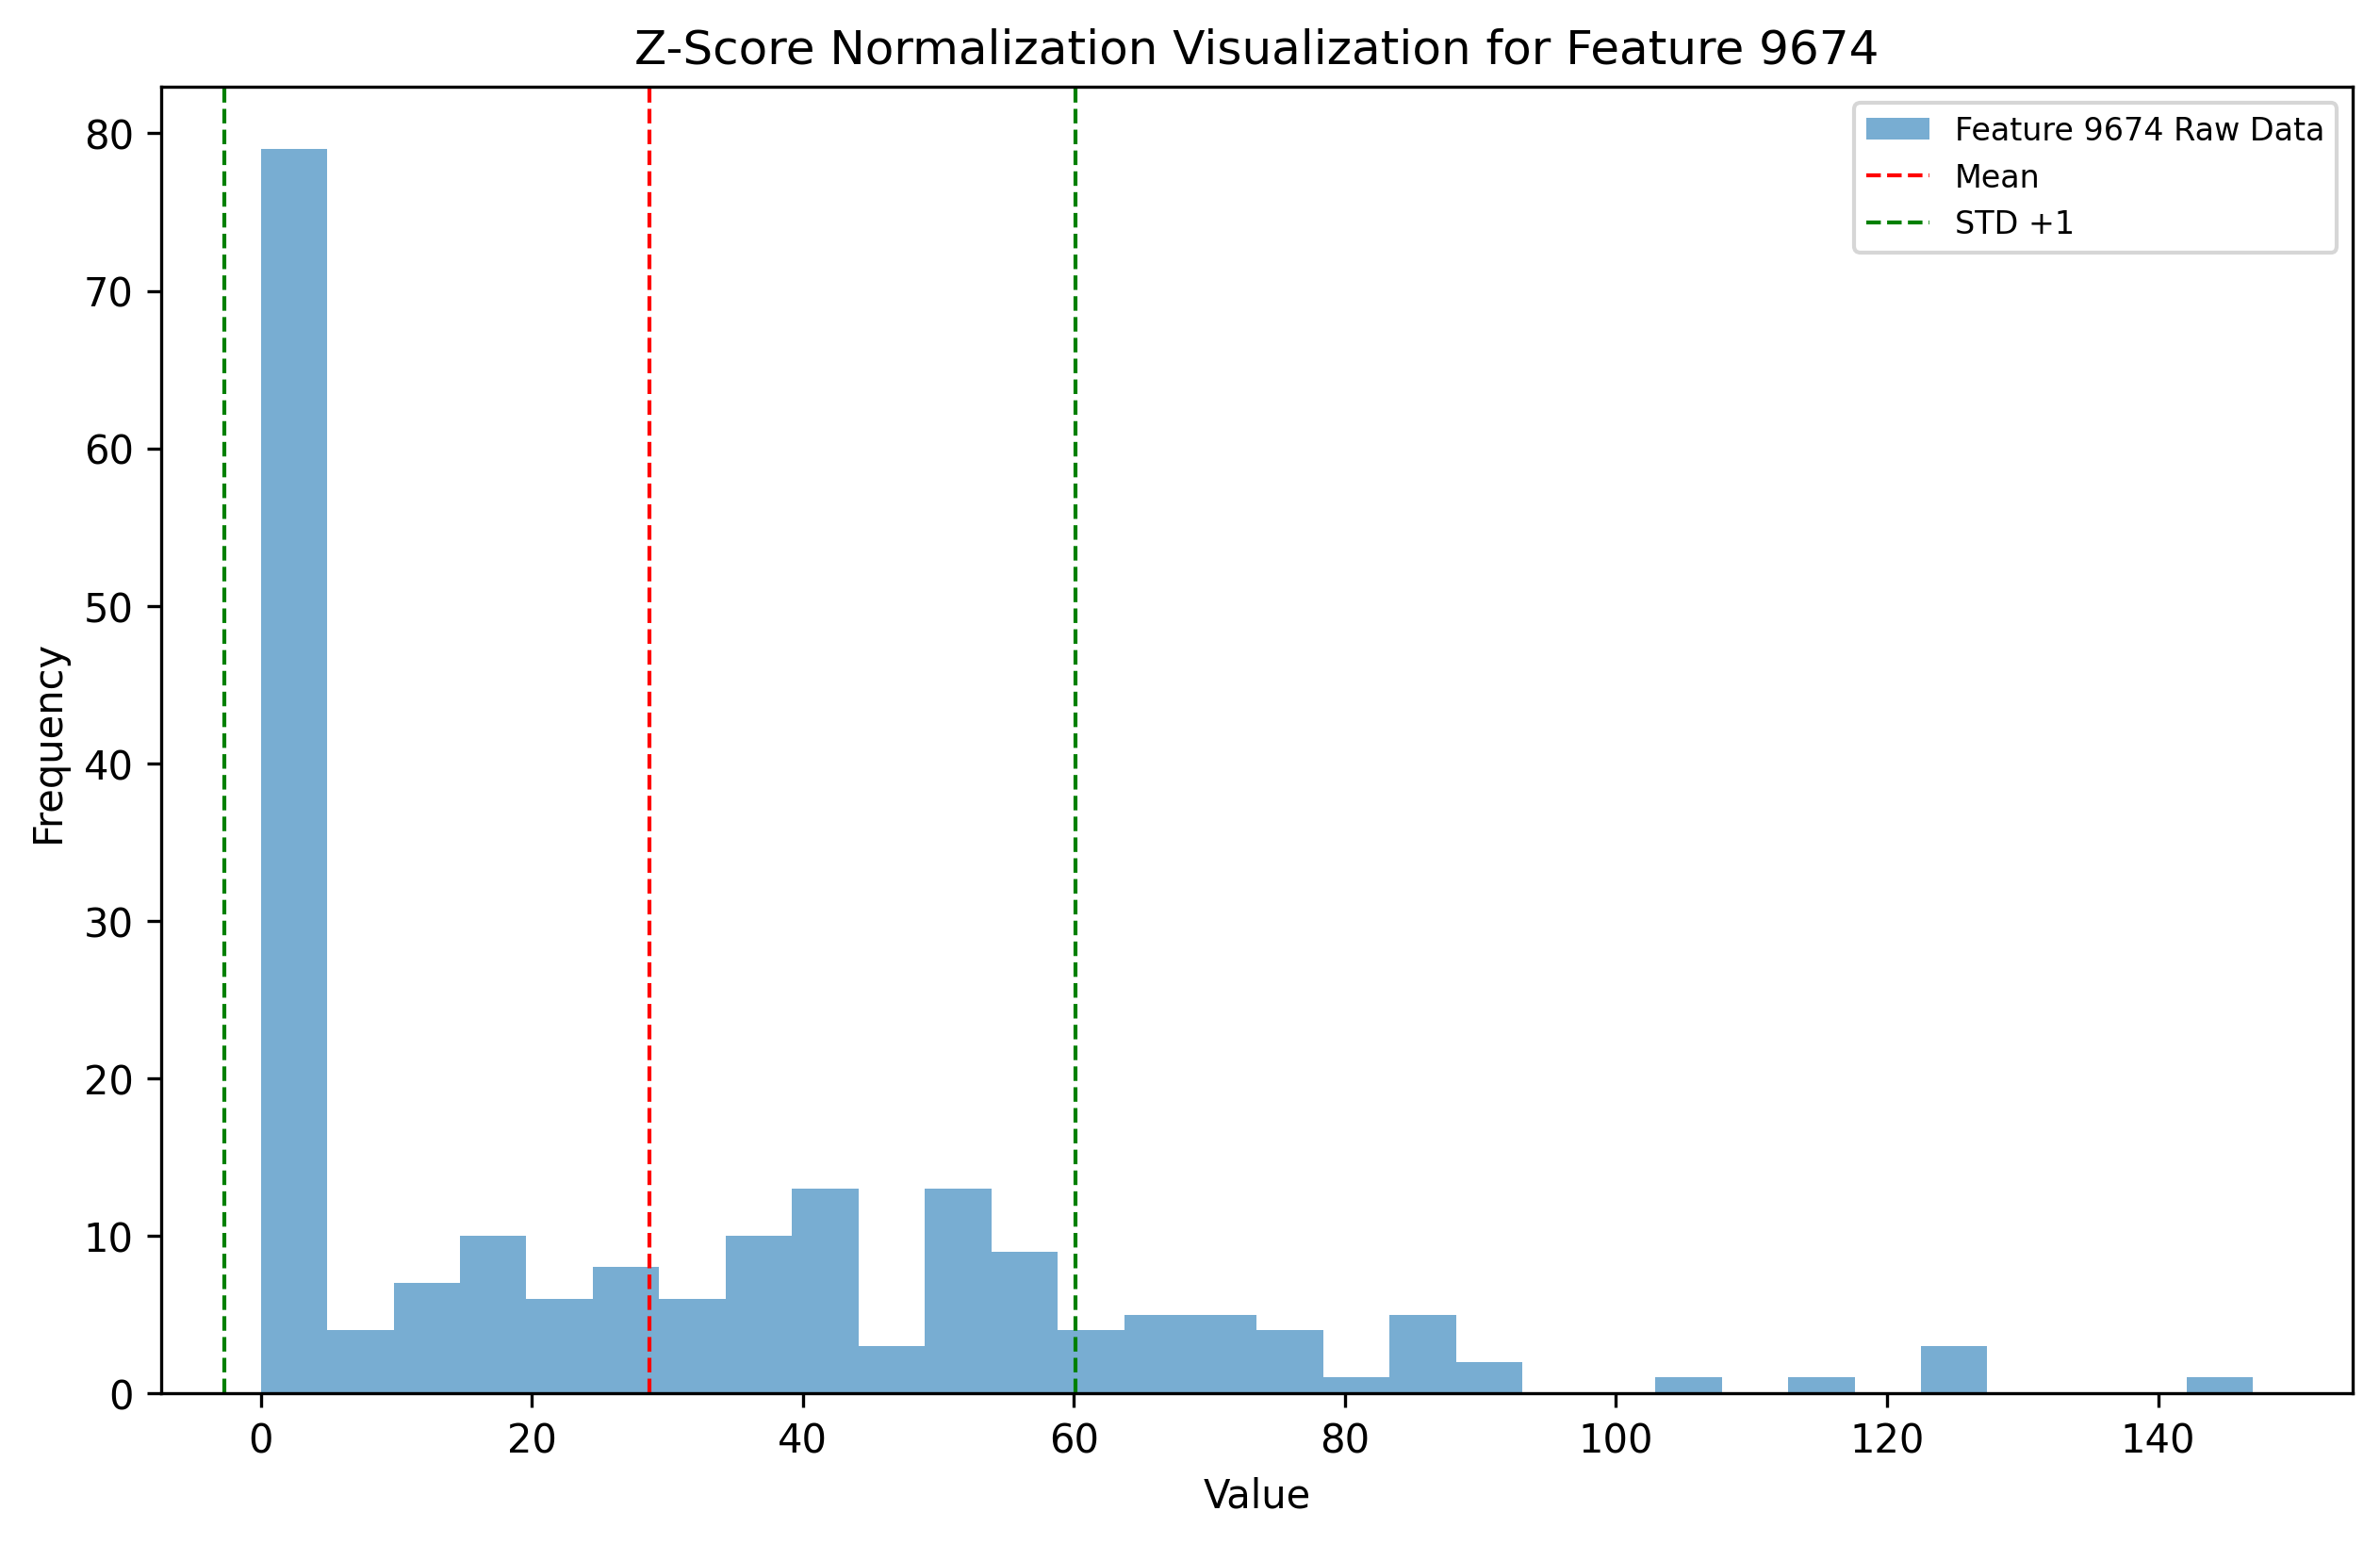 Z-Score Normalization Visualization for Feature 9674
Feature 9674 Raw Data
Mean
STD +1
80
70
60
50
40
30
20
10
0
Frequency
0 20 40 60 80 100 120 140
Value